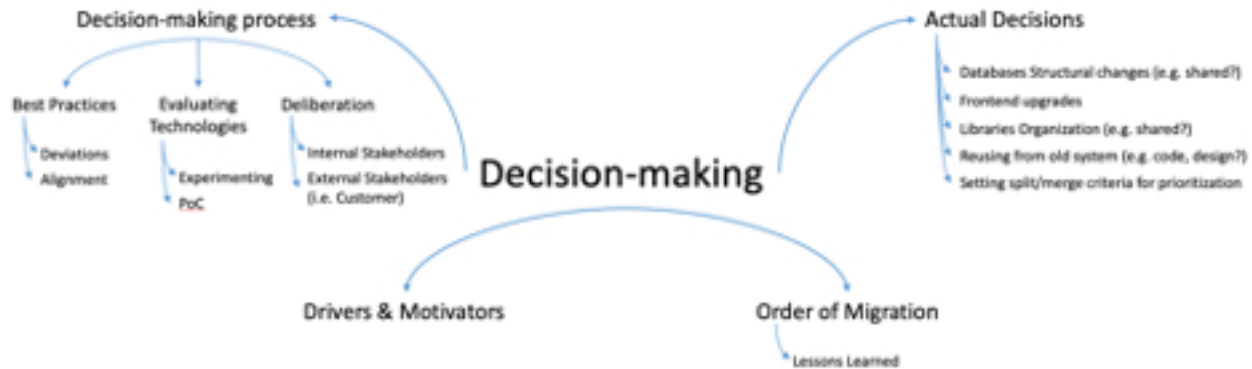 Decision-making process
Actual Decisions
Best Practices
Deviations
Alignment
Evaluating
Technologies
Experimenting
PoC
Deliberation
Internal Stakeholders
External Stakeholders
(i.e. Customer)
Databases Structural changes (e.g. shared?)
Frontend upgrades
Libraries Organization (e.g. shared?)
Reusing from old system (e.g. code, design?)
Setting split/merge criteria for prioritization
Decision-making
Drivers & Motivators
Order of Migration
Lessons Learned